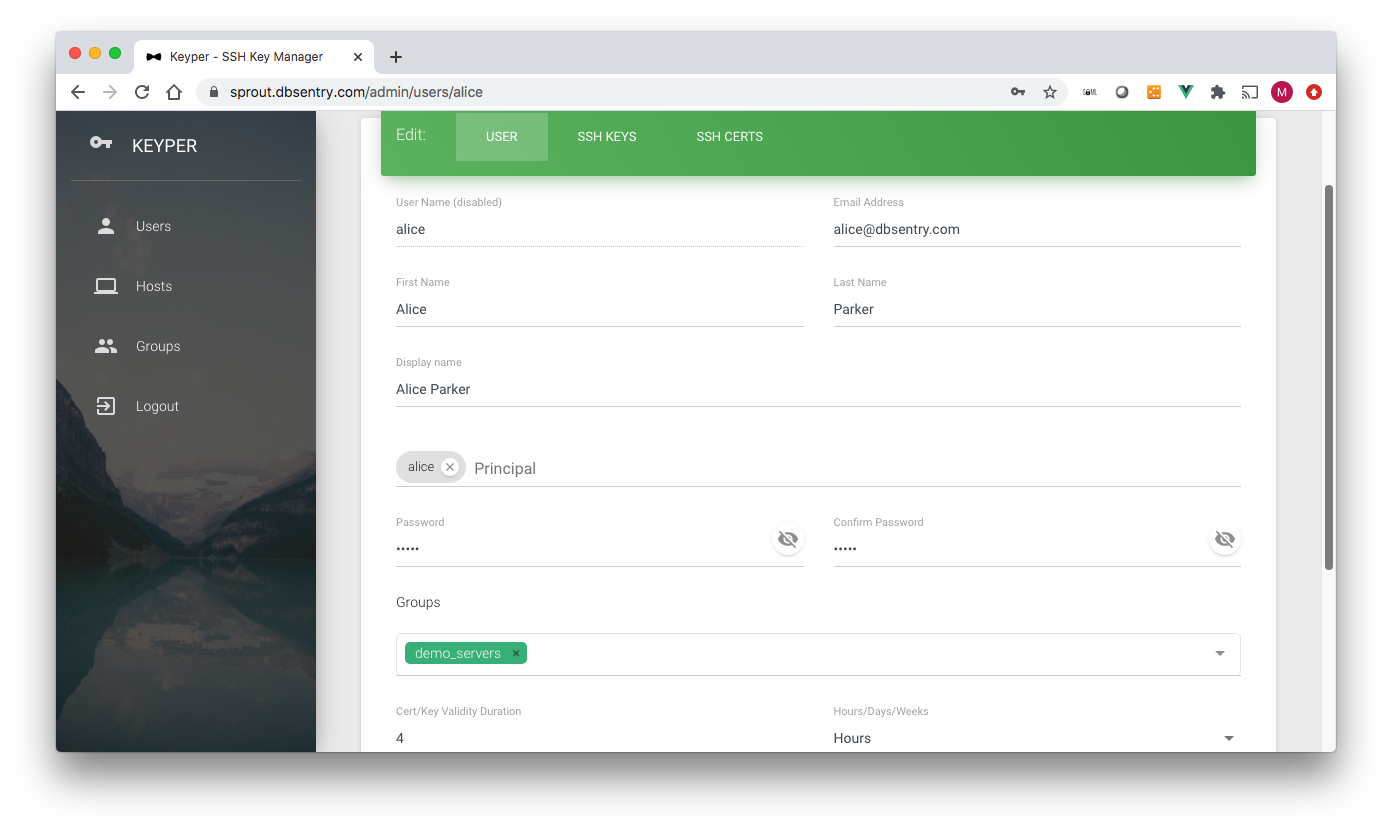 Keyper - SSH Key Manager
sprout.dbsentry.com/admin/users/alice
M
KEYPER
Users
Hosts
Groups
Logout
Edit: USER SSH KEYS SSH CERTS
User Name (disabled) Email Address
alice alice@dbsentry.com
First Name Last Name
Alice Parker
Display name
Alice Parker
alice Principal
Password Confirm Password
••••• •••••
Groups
demo_servers ×
Cert/Key Validity Duration Hours/Days/Weeks
4 Hours